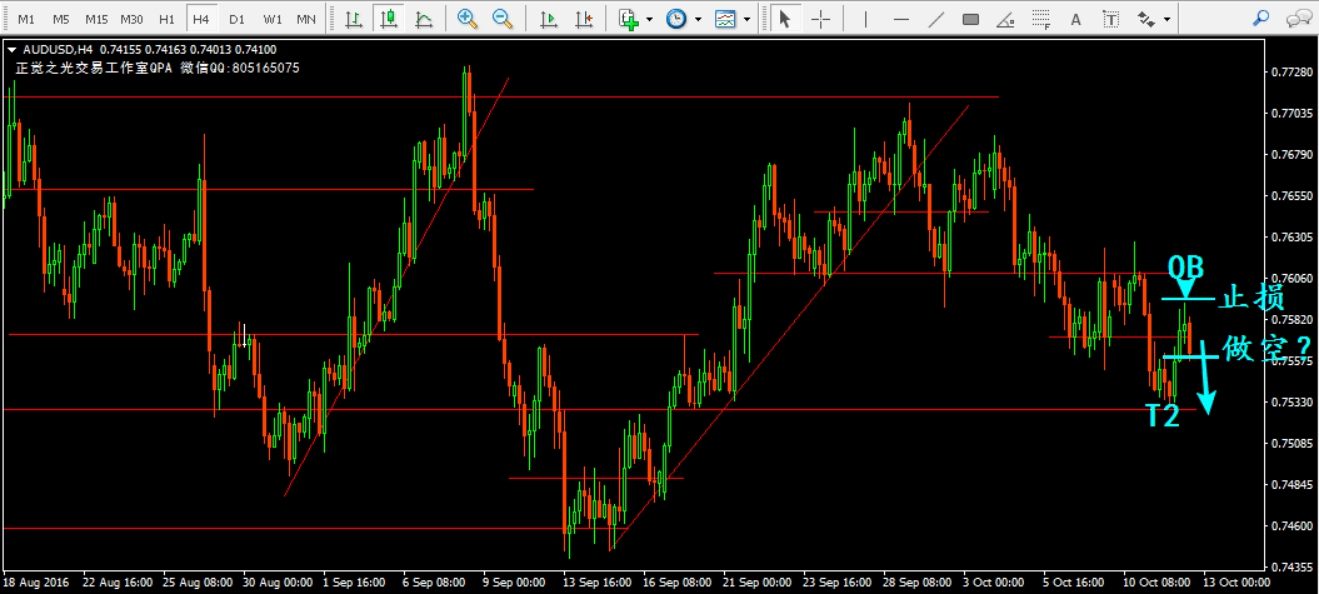 M1 M5 M15 M30 H1 H4 D1 W1 MN
A T
F
AUDUSD,H4 0.74155 0.74163 0.74013 0.74100
正觉之光交易工作室QPA 微信QQ:805165075
0.77280
0.77035
0.76790
0.76550
0.76305
0.76060
QB
止损
0.75820
做空?
0.75575
0.75330
T2
0.75085
0.74845
0.74600
0.74355
18 Aug 2016 22 Aug 16:00 25 Aug 08:00 30 Aug 00:00 1 Sep 16:00 6 Sep 08:00 9 Sep 00:00 13 Sep 16:00 16 Sep 08:00 21 Sep 00:00 23 Sep 16:00 28 Sep 08:00 3 Oct 00:00 5 Oct 16:00 10 Oct 08:00 13 Oct 00:00